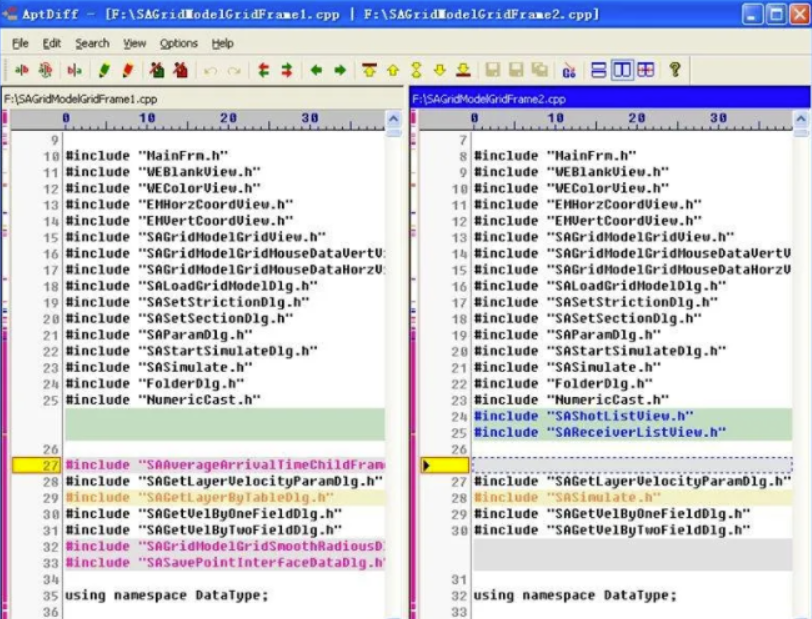 AptDiff - [F:\SAGridModelGridFrame1.cpp | F:\SAGridModelGridFrame2.cpp]
File Edit Search View Options Help
F:\SAGridModelGridFrame1.cpp
0 10 20 30
9
10 #include "MainFrm.h"
11 #include "WEBlankView.h"
12 #include "WEColorView.h"
13 #include "EMHorzCoordView.h"
14 #include "EMVertCoordView.h"
15 #include "SAGridModelGridView.h"
16 #include "SAGridModelGridMouseDataVertV
17 #include "SAGridModelGridMouseDataHorzV
18 #include "SALoadGridModelDlg.h"
19 #include "SASetStrictionDlg.h"
20 #include "SASetSectionDlg.h"
21 #include "SAParamDlg.h"
22 #include "SAStartSimulateDlg.h"
23 #include "SASimulate.h"
24 #include "FolderDlg.h"
25 #include "NumericCast.h"
26
27 #include "SAAverageArrivalTimeChildFram
28 #include "SAGetLayerVelocityParamDlg.h"
29 #include "SAGetLayerByTableDlg.h"
30 #include "SAGetVelByOneFieldDlg.h"
31 #include "SAGetVelByTwoFieldDlg.h"
32 #include "SAGridModelGridSmoothRadiousD
33 #include "SASavePointInterfaceDataDlg.h"
34
35 using namespace DataType;
36
F:\SAGridModelGridFrame2.cpp
0 10 20 30
7
8 #include "MainFrm.h"
9 #include "WEBlankView.h"
10 #include "WEColorView.h"
11 #include "EMHorzCoordView.h"
12 #include "EMVertCoordView.h"
13 #include "SAGridModelGridView.h"
14 #include "SAGridModelGridMouseDataVertV
15 #include "SAGridModelGridMouseDataHorzV
16 #include "SALoadGridModelDlg.h"
17 #include "SASetStrictionDlg.h"
18 #include "SASetSectionDlg.h"
19 #include "SAParamDlg.h"
20 #include "SAStartSimulateDlg.h"
21 #include "SASimulate.h"
22 #include "FolderDlg.h"
23 #include "NumericCast.h"
24 #include "SAShotListView.h"
25 #include "SAReceiverListView.h"
26
27 #include "SAGetLayerVelocityParamDlg.h"
28 #include "SASimulate.h"
29 #include "SAGetVelByOneFieldDlg.h"
30 #include "SAGetVelByTwoFieldDlg.h"
31
32 using namespace DataType;
33